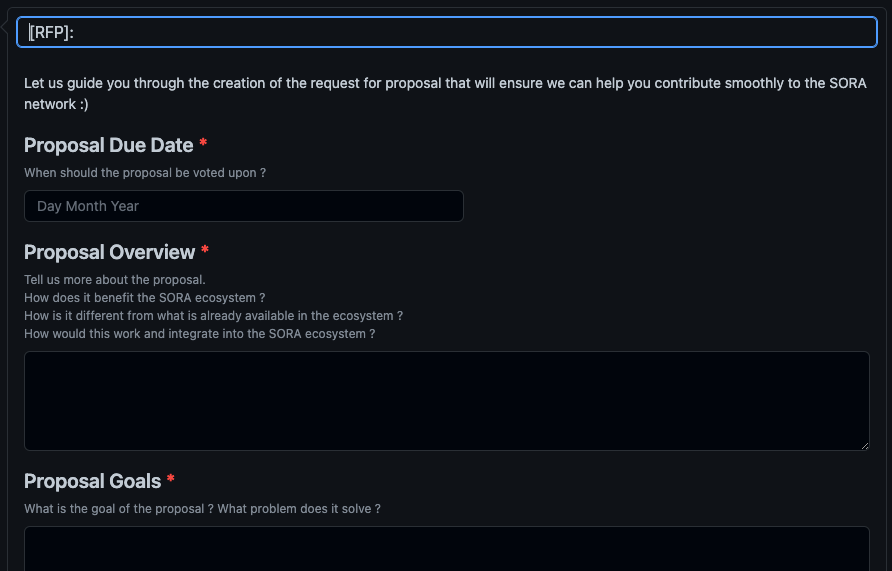 [RFP]:
Let us guide you through the creation of the request for proposal that will ensure we can help you contribute smoothly to the SORA
network :)
Proposal Due Date *
When should the proposal be voted upon ?
Day Month Year
Proposal Overview *
Tell us more about the proposal.
How does it benefit the SORA ecosystem ?
How is it different from what is already available in the ecosystem ?
How would this work and integrate into the SORA ecosystem ?
Proposal Goals *
What is the goal of the proposal ? What problem does it solve ?